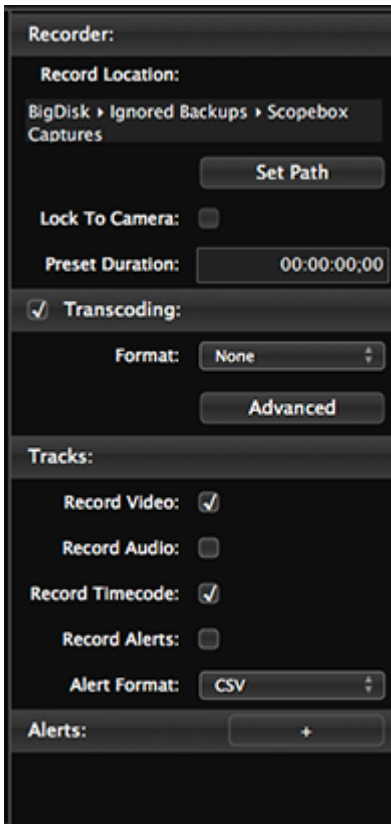 Recorder:
Record Location:
BigDisk ▸ Ignored Backups ▸ Scopebox
Captures
Set Path
Lock To Camera:
Preset Duration: 00:00:00;00
Transcoding:
Format: None
Advanced
Tracks:
Record Video:
Record Audio:
Record Timecode:
Record Alerts:
Alert Format: CSV
Alerts: +